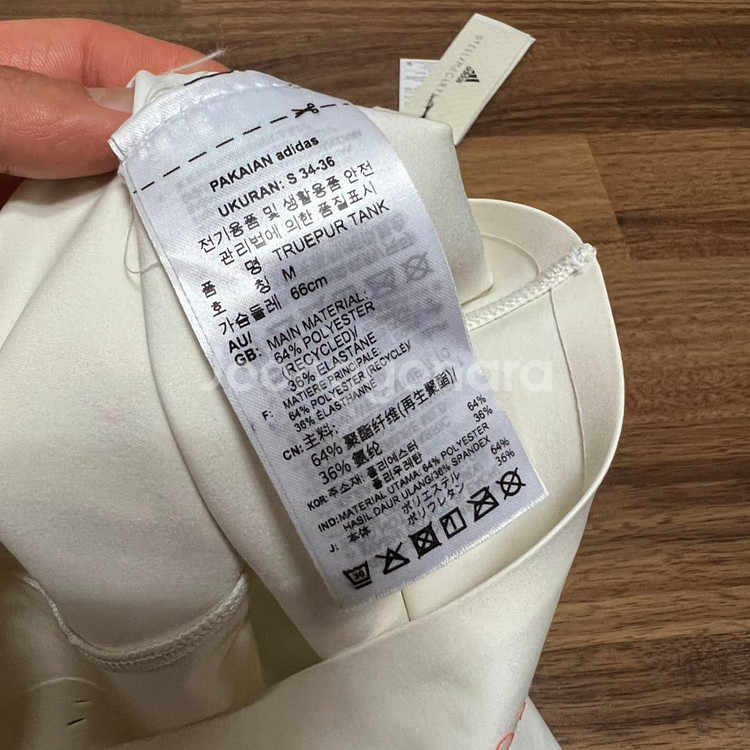 STELLAMCCARTNEY
adidas
PAKAIAN adidas
UKURAN: S 34-36
전기용품 및 생활용품 안전
관리법에 의한 품질표시
품 명 TRUEPUR TANK
호 칭 M
가슴둘레 66cm
AU/
GB: MAIN MATERIAL:
64% POLYESTER
(RECYCLED)/
36% ELASTANE
F: MATIERE PRINCIPALE:
64% POLYESTER (RECYCLE)/
36% ÉLASTHANNE
CN: 主料:
64% 聚酯纤维(再生聚酯)/
36% 氨纶
KOR: 주소재: 폴리에스터 64%
폴리우레탄 36%
IND: MATERIAL UTAMA: 64% POLYESTER
HASIL DAUR ULANG/36% SPANDEX
J: 本体 ポリエステル 64%
ポリウレタン 36%
30